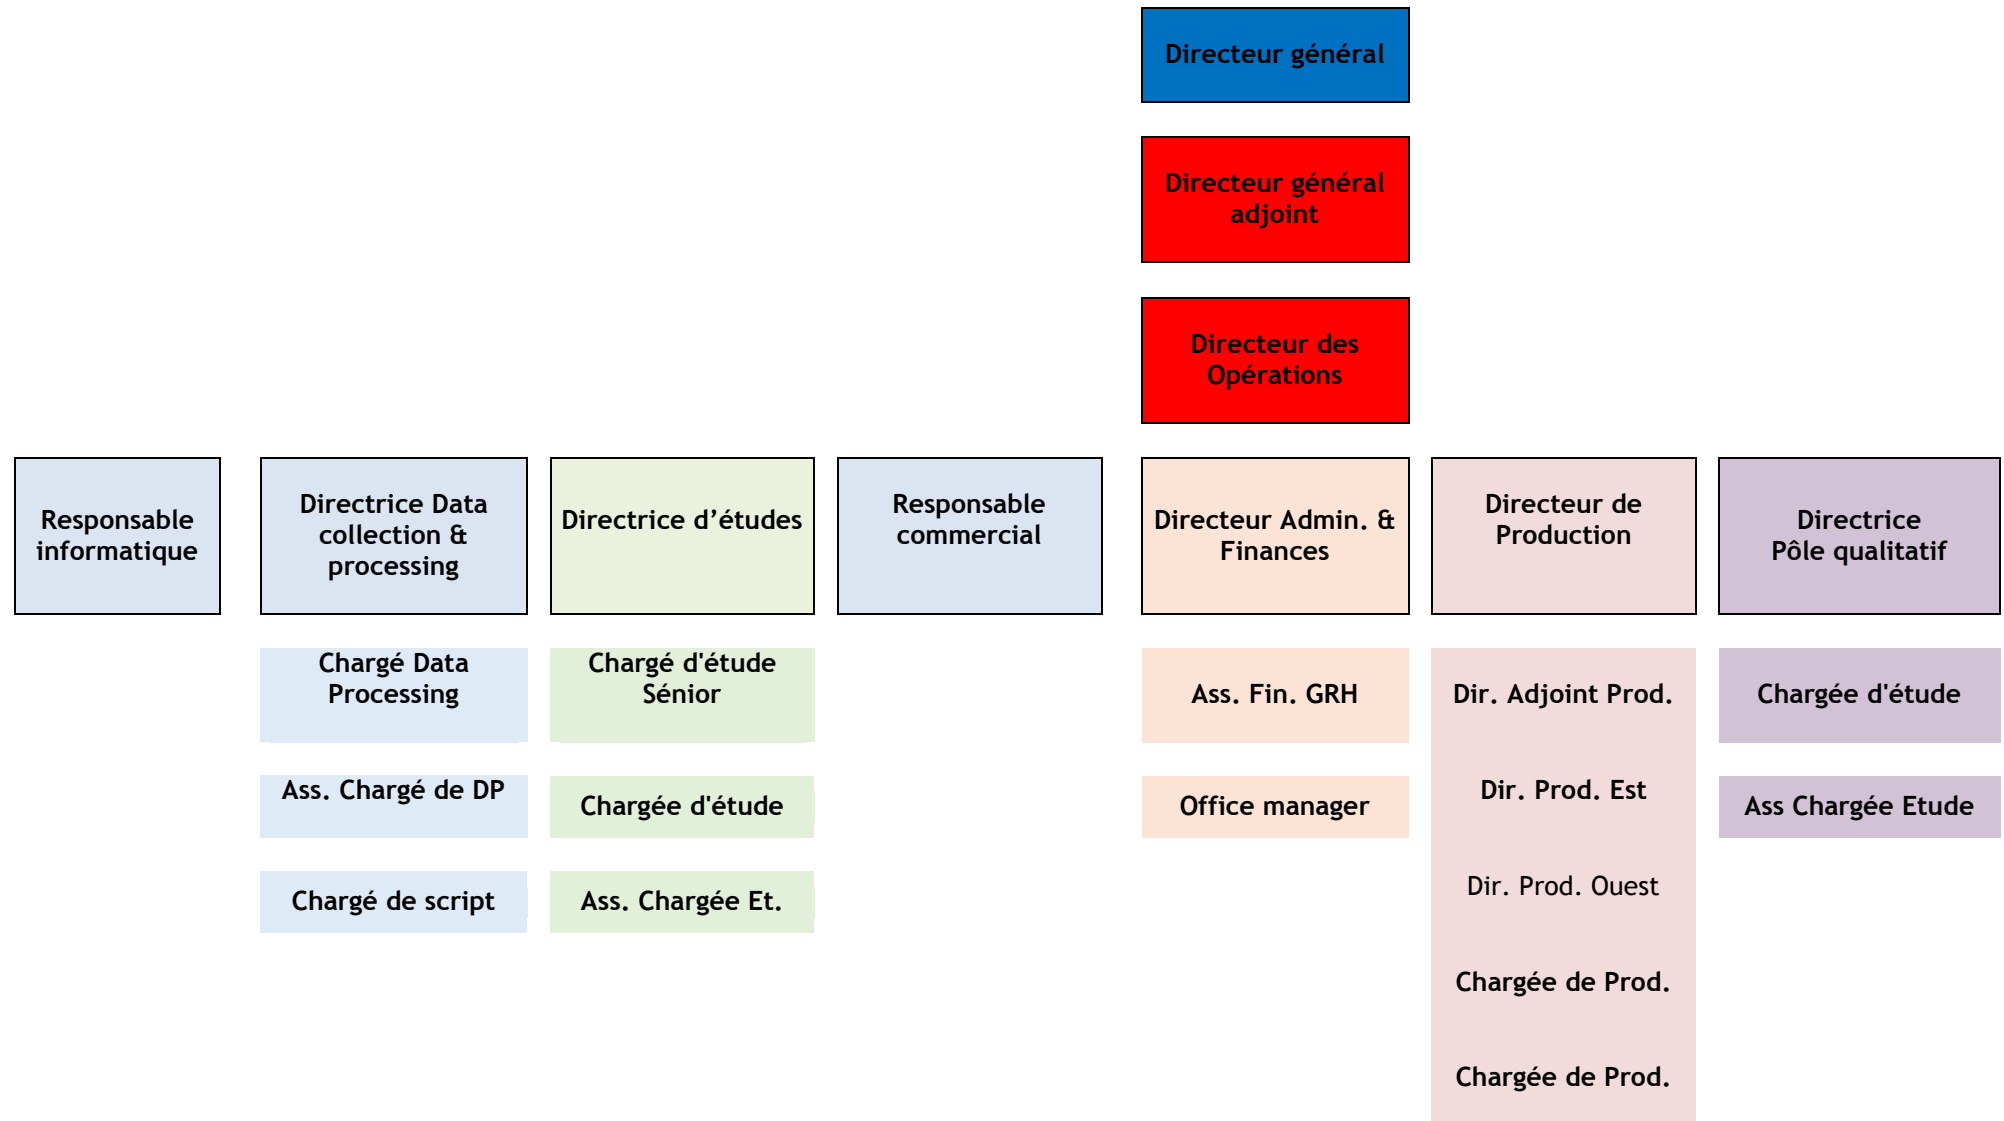 Directeur général
Directeur général
adjoint
Directeur des
Opérations
Responsable
informatique
Directrice Data
collection &
processing
Directrice d’études
Responsable
commercial
Directeur Admin. &
Finances
Directeur de
Production
Directrice
Pôle qualitatif
Chargé Data
Processing
Chargé d'étude
Sénior
Ass. Fin. GRH
Dir. Adjoint Prod.
Chargée d'étude
Ass. Chargé de DP
Chargée d'étude
Office manager
Dir. Prod. Est
Ass Chargée Etude
Chargé de script
Ass. Chargée Et.
Dir. Prod. Ouest
Chargée de Prod.
Chargée de Prod.